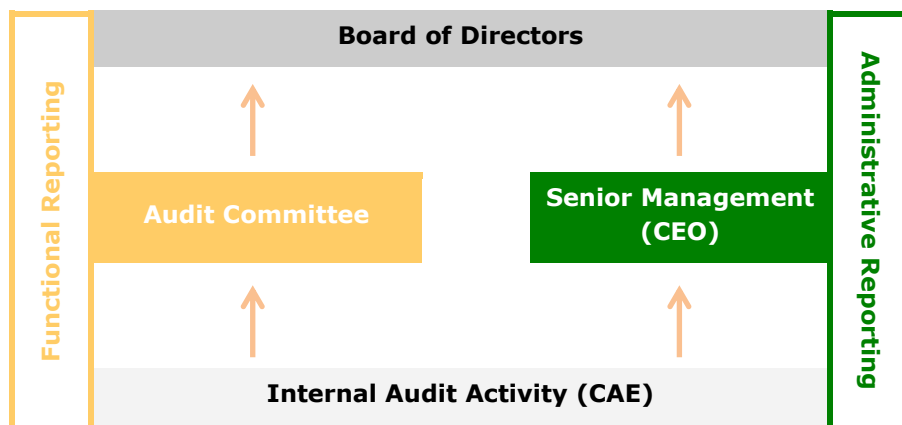 Board of Directors
Functional Reporting
Administrative Reporting
Audit Committee
Senior Management
(CEO)
Internal Audit Activity (CAE)